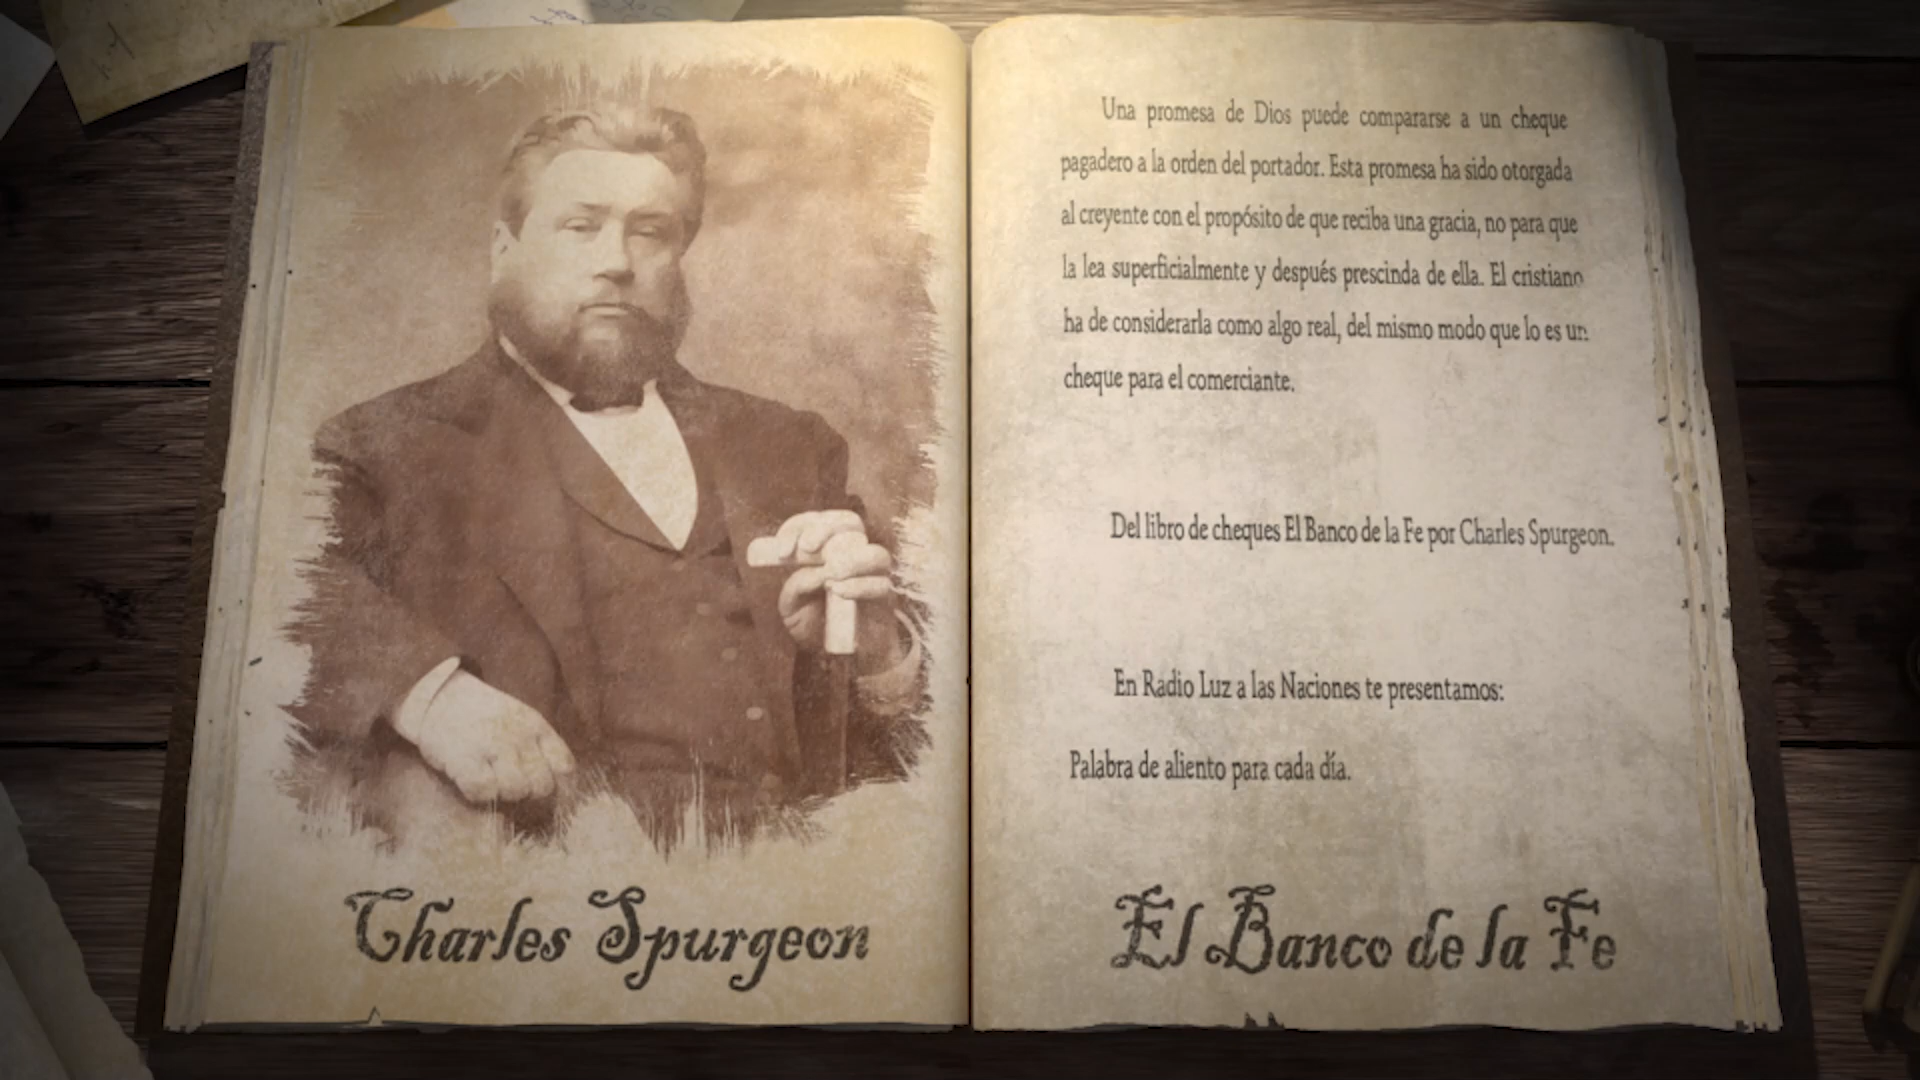 Charles Spurgeon
Una promesa de Dios puede compararse a un cheque
pagadero a la orden del portador. Esta promesa ha sido otorgada
al creyente con el propósito de que reciba una gracia, no para que
la lea superficialmente y después prescinda de ella. El cristiano
ha de considerarla como algo real, del mismo modo que lo es un
cheque para el comerciante.
Del libro de cheques El Banco de la Fe por Charles Spurgeon.
En Radio Luz a las Naciones te presentamos:
Palabra de aliento para cada día.
El Banco de la Fe